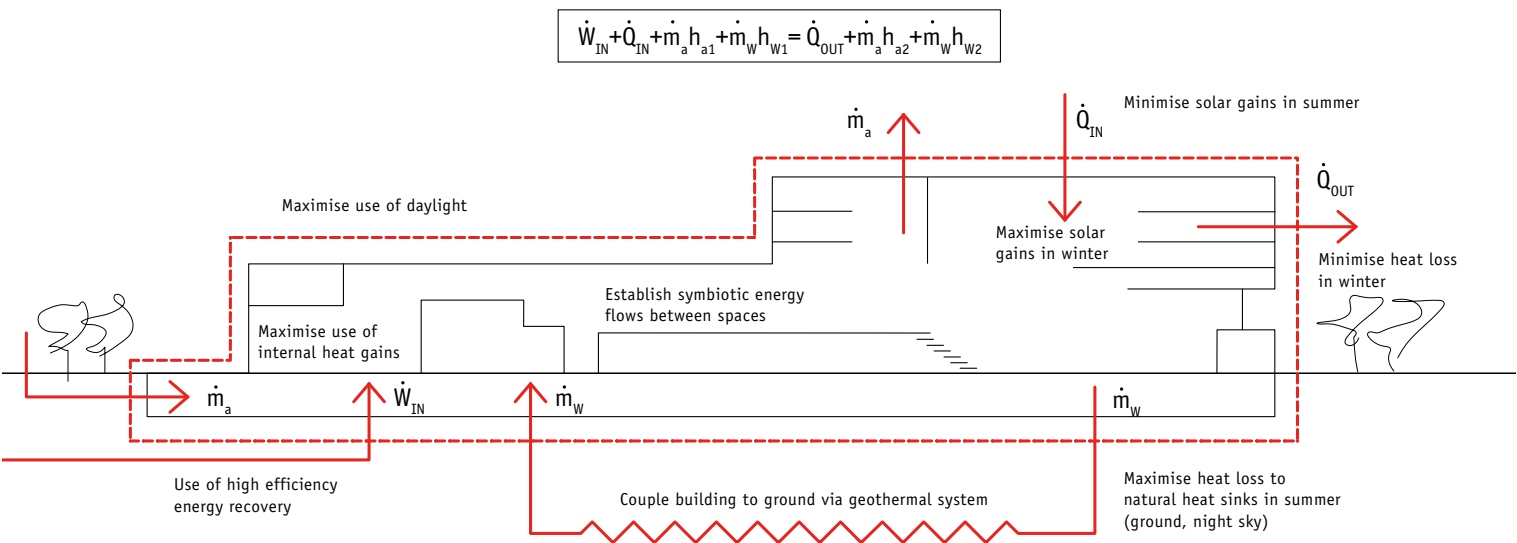 Ẇ_IN+Q̇_IN+ṁ_a h_a1+ṁ_W h_W1 = Q̇_OUT+ṁ_a h_a2+ṁ_W h_W2
Minimise solar gains in summer
ṁ_a
Q̇_IN
Q̇_OUT
Maximise use of daylight
Maximise solar
gains in winter
Minimise heat loss
in winter
Establish symbiotic energy
flows between spaces
Maximise use of
internal heat gains
ṁ_a
Ẇ_IN
ṁ_W
ṁ_W
Use of high efficiency
energy recovery
Couple building to ground via geothermal system
Maximise heat loss to
natural heat sinks in summer
(ground, night sky)